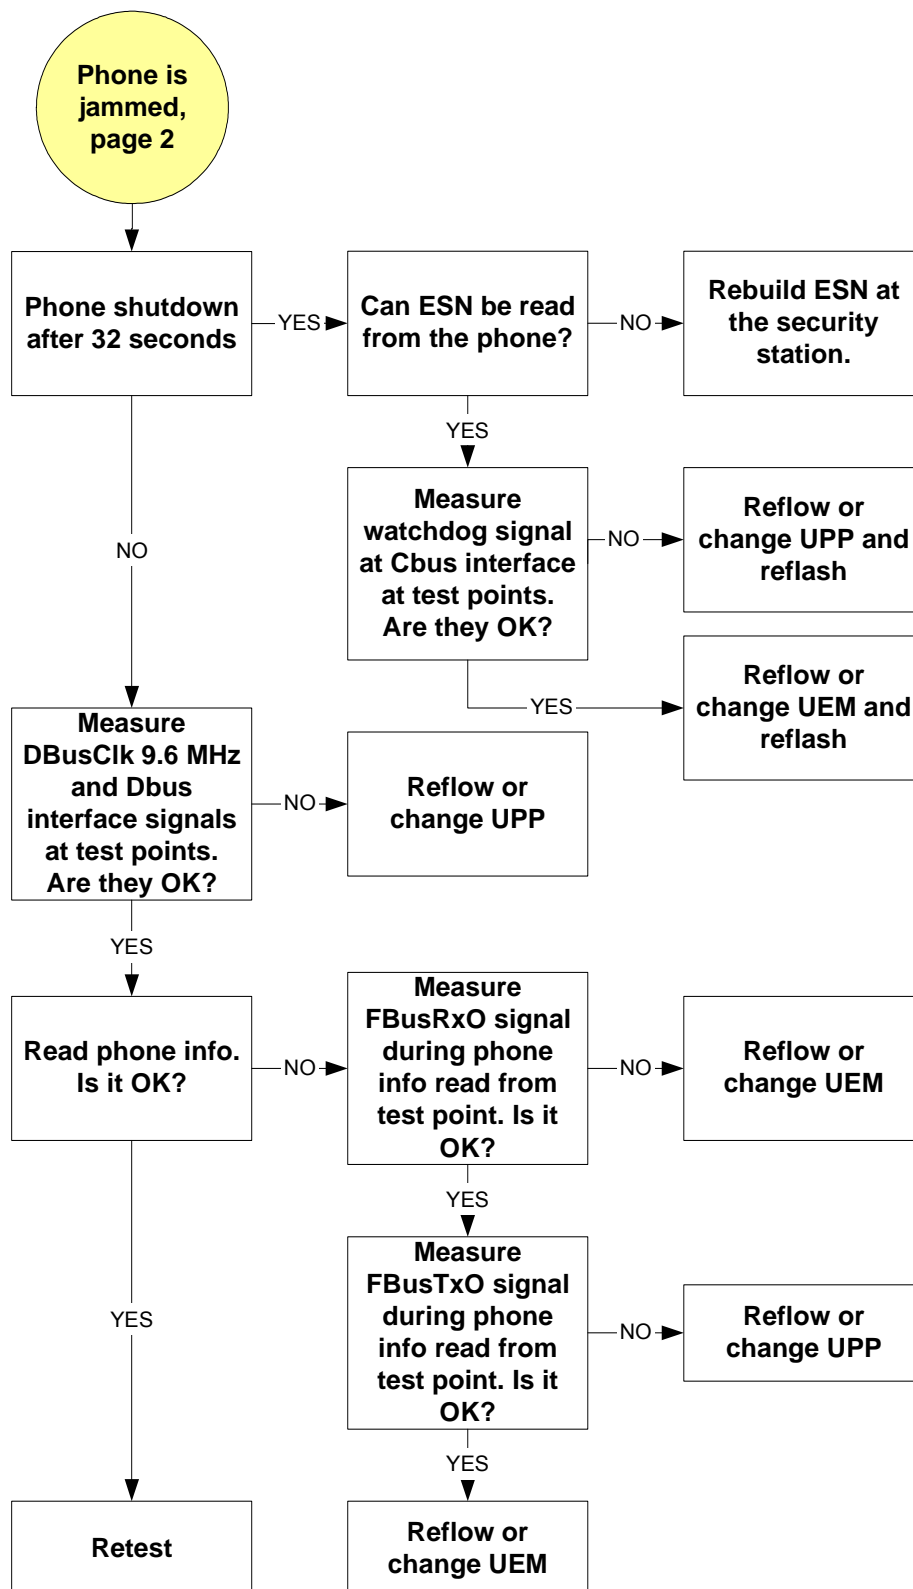 Phone is
jammed,
page 2
Phone shutdown
after 32 seconds
YES
Can ESN be read
from the phone?
NO
Rebuild ESN at
the security
station.
YES
NO
Measure
watchdog signal
at Cbus interface
at test points.
Are they OK?
NO
Reflow or
change UPP and
reflash
YES
Reflow or
change UEM and
reflash
Measure
DBusClk 9.6 MHz
and Dbus
interface signals
at test points.
Are they OK?
NO
Reflow or
change UPP
YES
Read phone info.
Is it OK?
NO
Measure
FBusRxO signal
during phone
info read from
test point. Is it
OK?
NO
Reflow or
change UEM
YES
YES
Measure
FBusTxO signal
during phone
info read from
test point. Is it
OK?
NO
Reflow or
change UPP
YES
Retest
Reflow or
change UEM